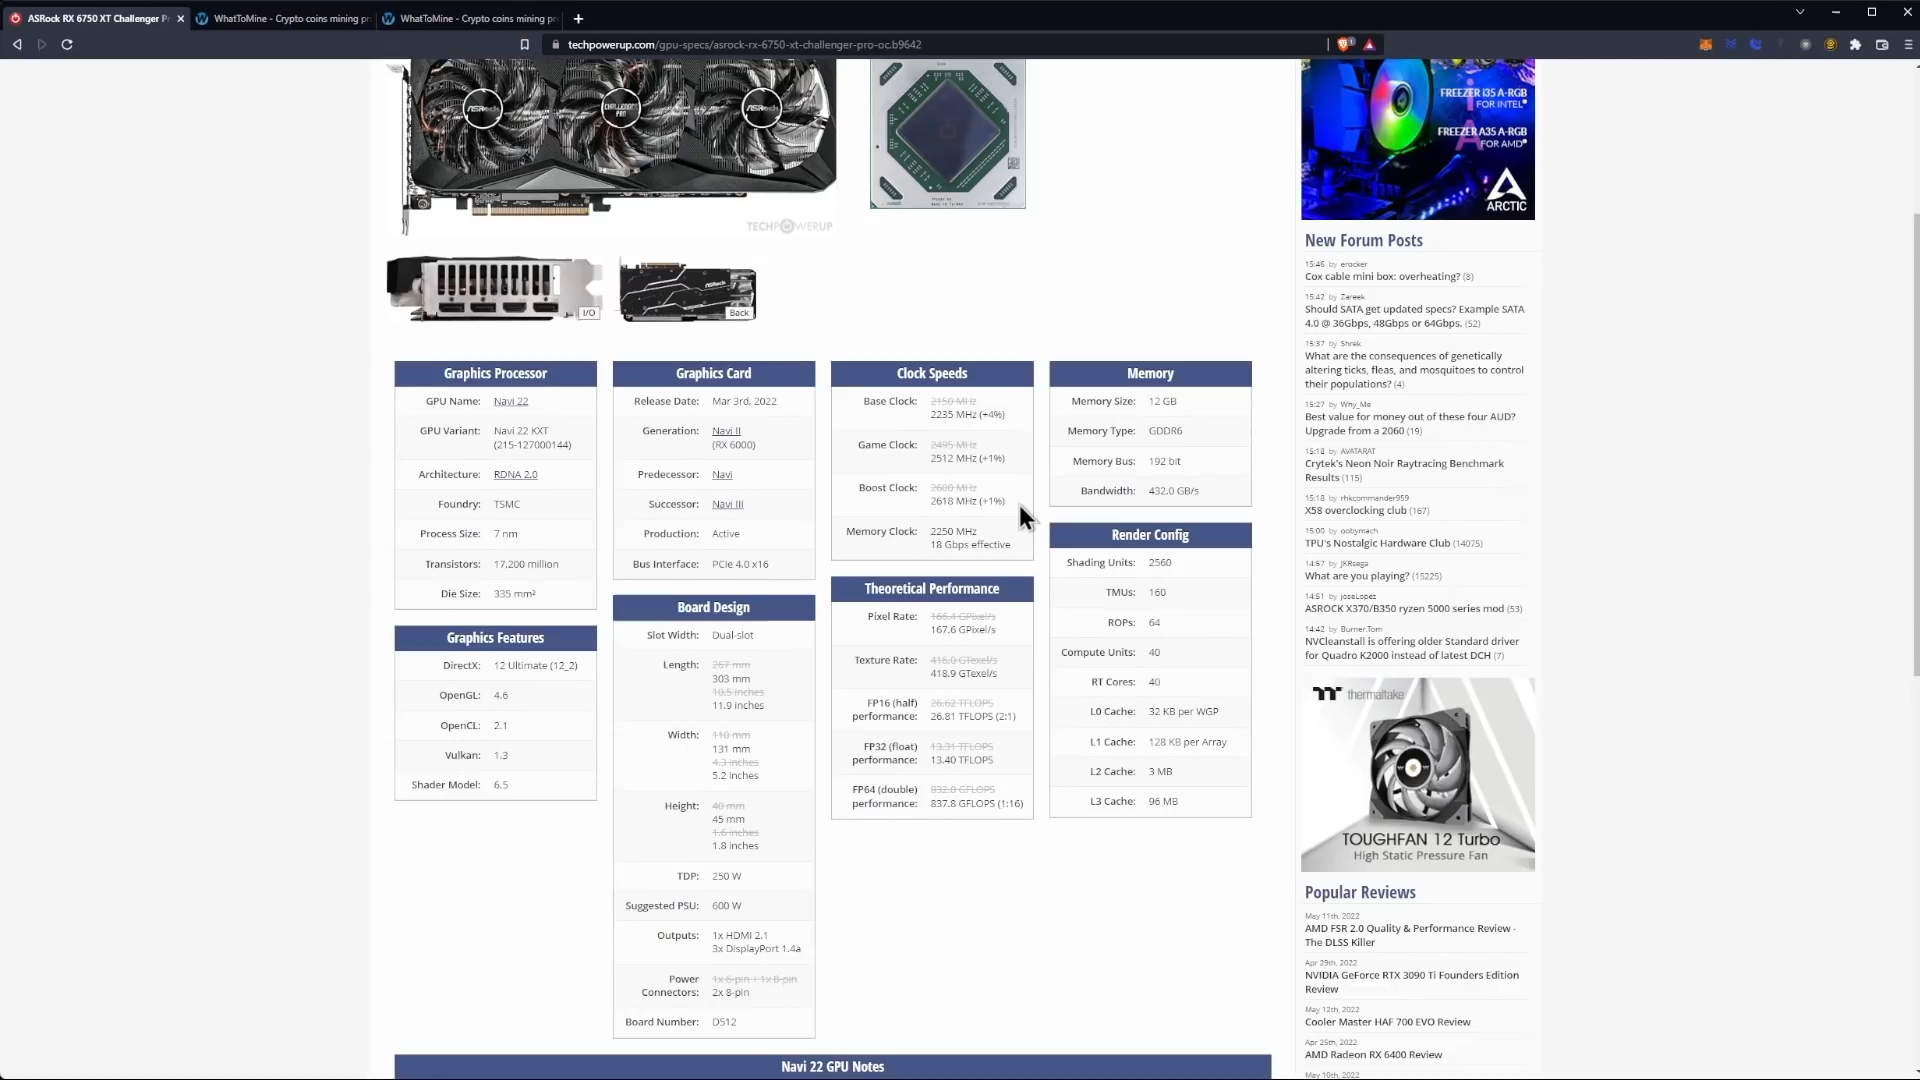 ASRock RX 6750 XT Challenger P
WhatToMine - Crypto coins mining pr
WhatToMine - Crypto coins mining pr
techpowerup.com/gpu-specs/asrock-rx-6750-xt-challenger-pro-oc.b9642
ASRock
CHALLENGER PRO
ASRock
TECHPOWERUP
I/O
ASRock
Back
Graphics Processor
GPU Name: Navi 22
GPU Variant: Navi 22 KXT
(215-127000144)
Architecture: RDNA 2.0
Foundry: TSMC
Process Size: 7 nm
Transistors: 17,200 million
Die Size: 335 mm²
Graphics Features
DirectX: 12 Ultimate (12_2)
OpenGL: 4.6
OpenCL: 2.1
Vulkan: 1.3
Shader Model: 6.5
Graphics Card
Release Date: Mar 3rd, 2022
Generation: Navi II
(RX 6000)
Predecessor: Navi
Successor: Navi III
Production: Active
Bus Interface: PCIe 4.0 x16
Board Design
Slot Width: Dual-slot
Length: 267 mm
303 mm
10.5 inches
11.9 inches
Width: 110 mm
131 mm
4.3 inches
5.2 inches
Height: 40 mm
45 mm
1.6 inches
1.8 inches
TDP: 250 W
Suggested PSU: 600 W
Outputs: 1x HDMI 2.1
3x DisplayPort 1.4a
Power 1x 6-pin + 1x 8-pin
Connectors: 2x 8-pin
Board Number: D512
Clock Speeds
Base Clock: 2150 MHz
2235 MHz (+4%)
Game Clock: 2495 MHz
2512 MHz (+1%)
Boost Clock: 2600 MHz
2618 MHz (+1%)
Memory Clock: 2250 MHz
18 Gbps effective
Theoretical Performance
Pixel Rate: 166.4 GPixel/s
167.6 GPixel/s
Texture Rate: 416.0 GTexel/s
418.9 GTexel/s
FP16 (half) 26.62 TFLOPS
performance: 26.81 TFLOPS (2:1)
FP32 (float) 13.31 TFLOPS
performance: 13.40 TFLOPS
FP64 (double) 832.0 GFLOPS
performance: 837.8 GFLOPS (1:16)
Memory
Memory Size: 12 GB
Memory Type: GDDR6
Memory Bus: 192 bit
Bandwidth: 432.0 GB/s
Render Config
Shading Units: 2560
TMUs: 160
ROPs: 64
Compute Units: 40
RT Cores: 40
L0 Cache: 32 KB per WGP
L1 Cache: 128 KB per Array
L2 Cache: 3 MB
L3 Cache: 96 MB
Navi 22 GPU Notes
FREEZER i35 A-RGB
FOR INTEL®
FREEZER A35 A-RGB
FOR AMD®
ARCTIC
New Forum Posts
15:46 by erocker
Cox cable mini box: overheating? (8)
15:42 by Zareek
Should SATA get updated specs? Example SATA
4.0 @ 36Gbps, 48Gbps or 64Gbps. (52)
15:37 by Shrek
What are the consequences of genetically
altering ticks, fleas, and mosquitoes to control
their populations? (4)
15:27 by Why_Me
Best value for money out of these four AUD?
Upgrade from a 2060 (19)
15:18 by AVATARAT
Crytek's Neon Noir Raytracing Benchmark
Results (115)
15:18 by rhkcommander959
X58 overclocking club (167)
15:00 by oobymach
TPU's Nostalgic Hardware Club (14075)
14:57 by JKRsega
What are you playing? (15225)
14:51 by joseLopez
ASROCK X370/B350 ryzen 5000 series mod (53)
14:42 by Burner.Tom
NVCleanstall is offering older Standard driver
for Quadro K2000 instead of latest DCH (7)
thermaltake
TOUGHFAN 12 Turbo
High Static Pressure Fan
Popular Reviews
May 11th, 2022
AMD FSR 2.0 Quality & Performance Review -
The DLSS Killer
Apr 29th, 2022
NVIDIA GeForce RTX 3090 Ti Founders Edition
Review
May 12th, 2022
Cooler Master HAF 700 EVO Review
Apr 25th, 2022
AMD Radeon RX 6400 Review
May 10th, 2022